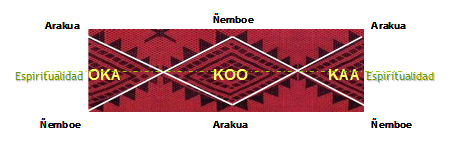 Ñemboe
Arakua Arakua
Espiritualidad OKA KOO KAA Espiritualidad
Ñemboe Arakua Ñemboe